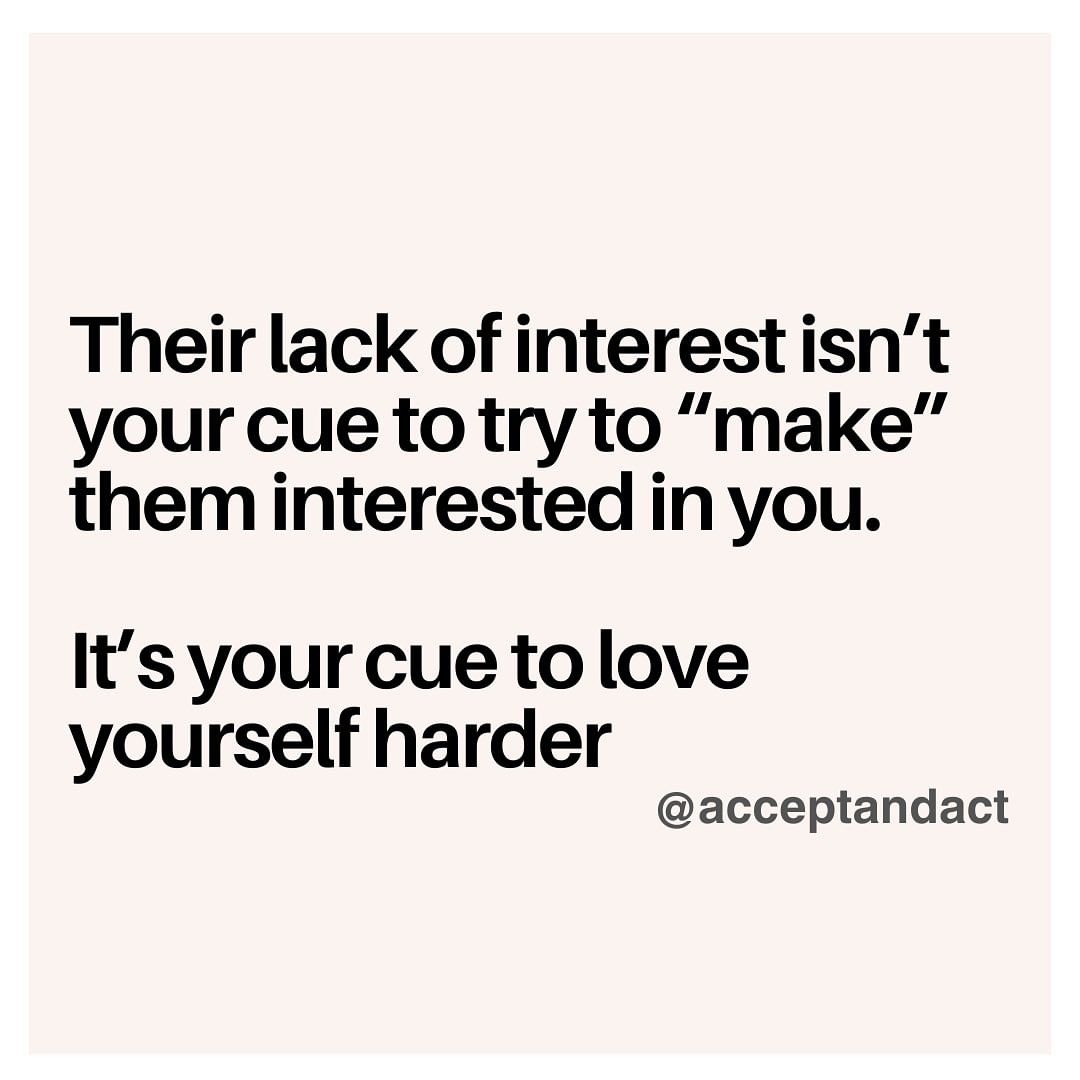 Their lack of interest isn’t
your cue to try to “make”
them interested in you.
It’s your cue to love
yourself harder
@acceptandact